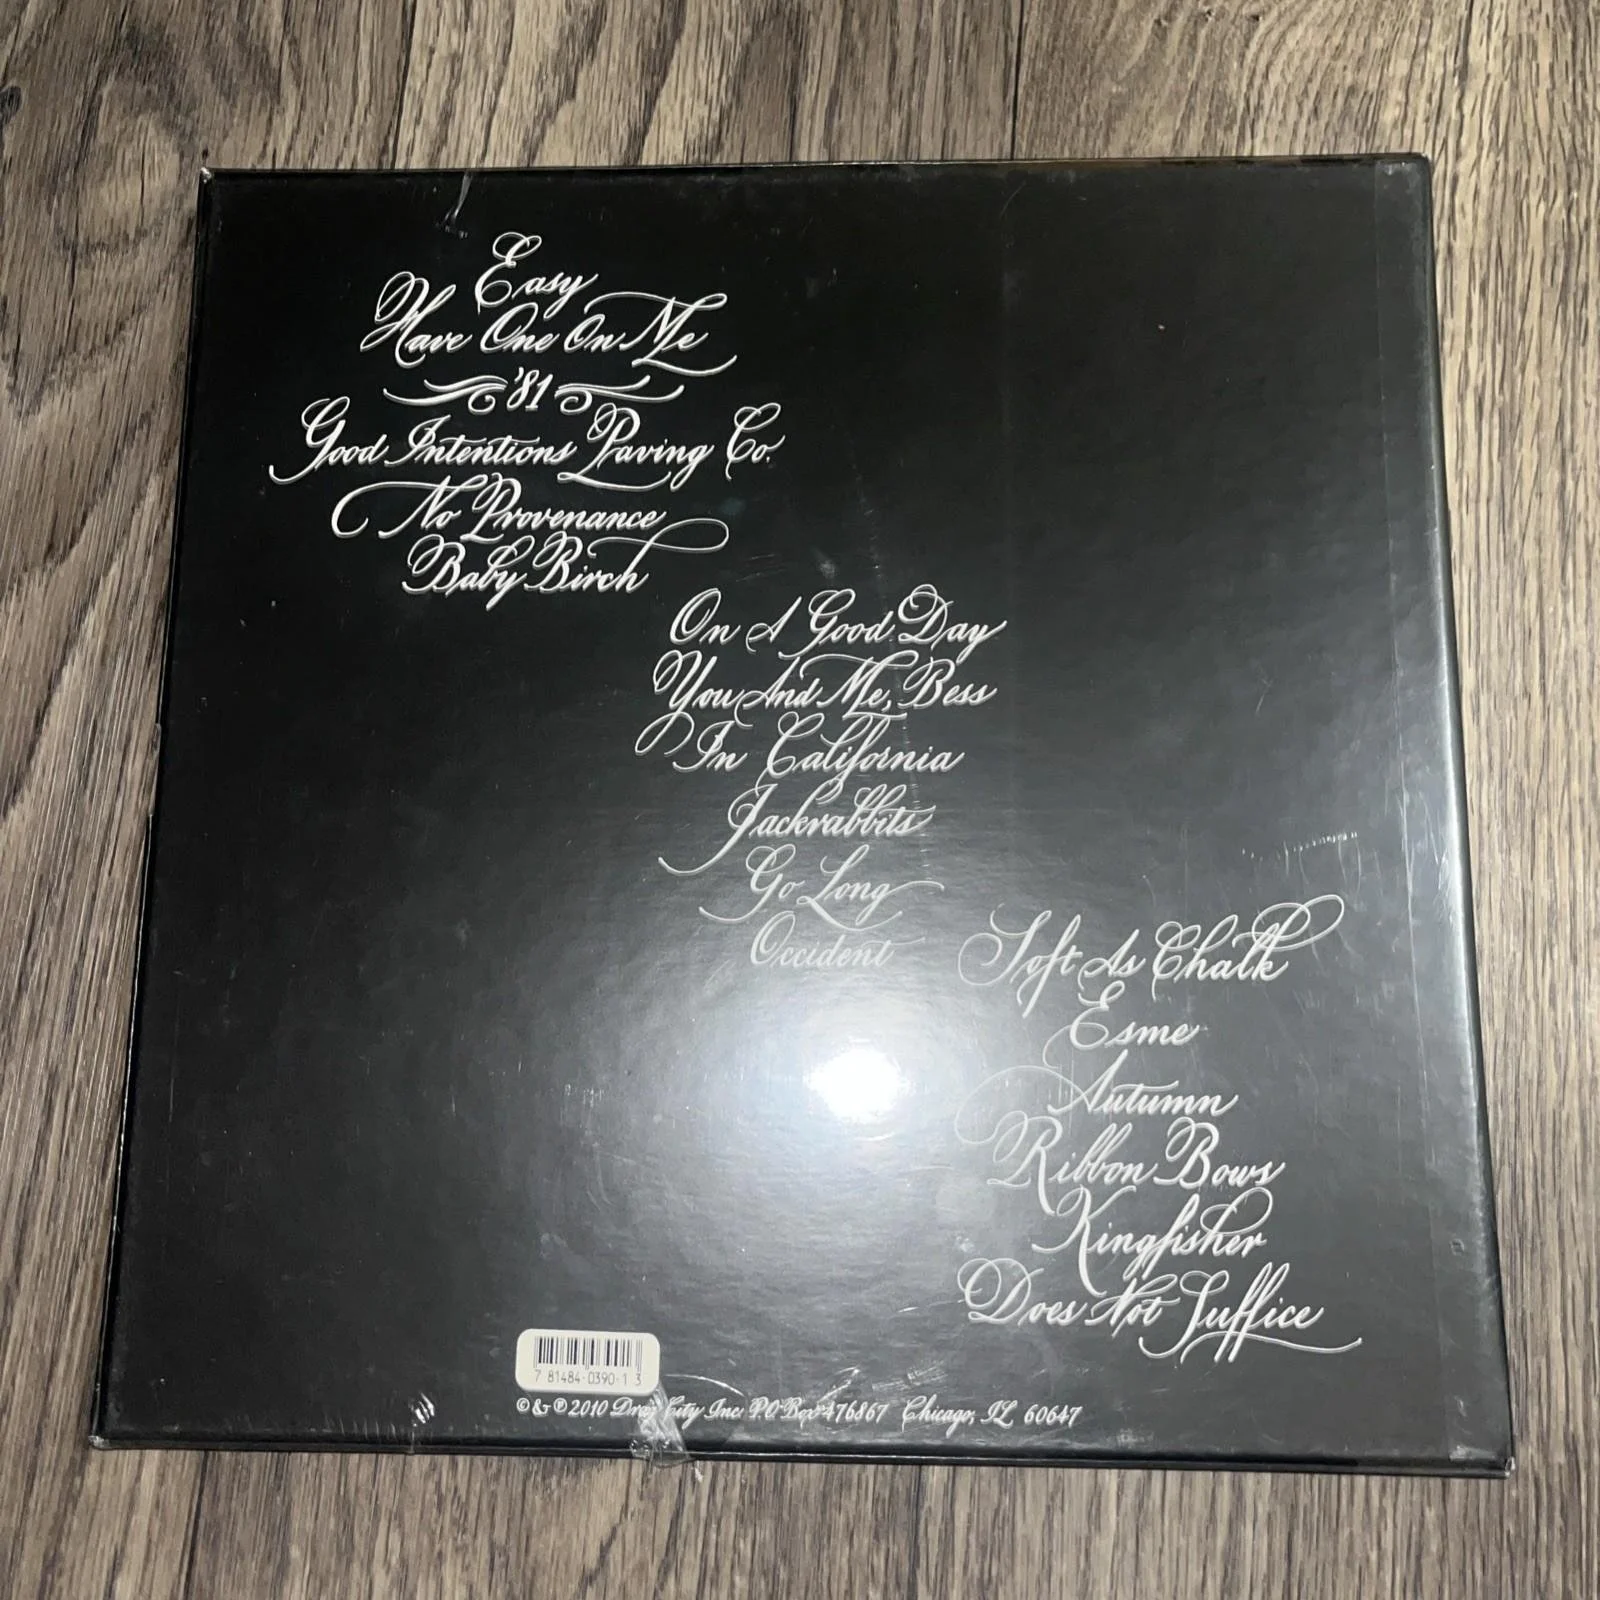 Easy
Have One On Me
'81
Good Intentions Paving Co.
No Provenance
Baby Birch
On A Good Day
You And Me, Bess
In California
Jackrabbits
Go Long
Occident
Soft As Chalk
Esme
Autumn
Ribbon Bows
Kingfisher
Does Not Suffice
7 81484-0390-1 3
© & ℗ 2010 Drag City Inc. P.O Box 476867 Chicago, IL 60647